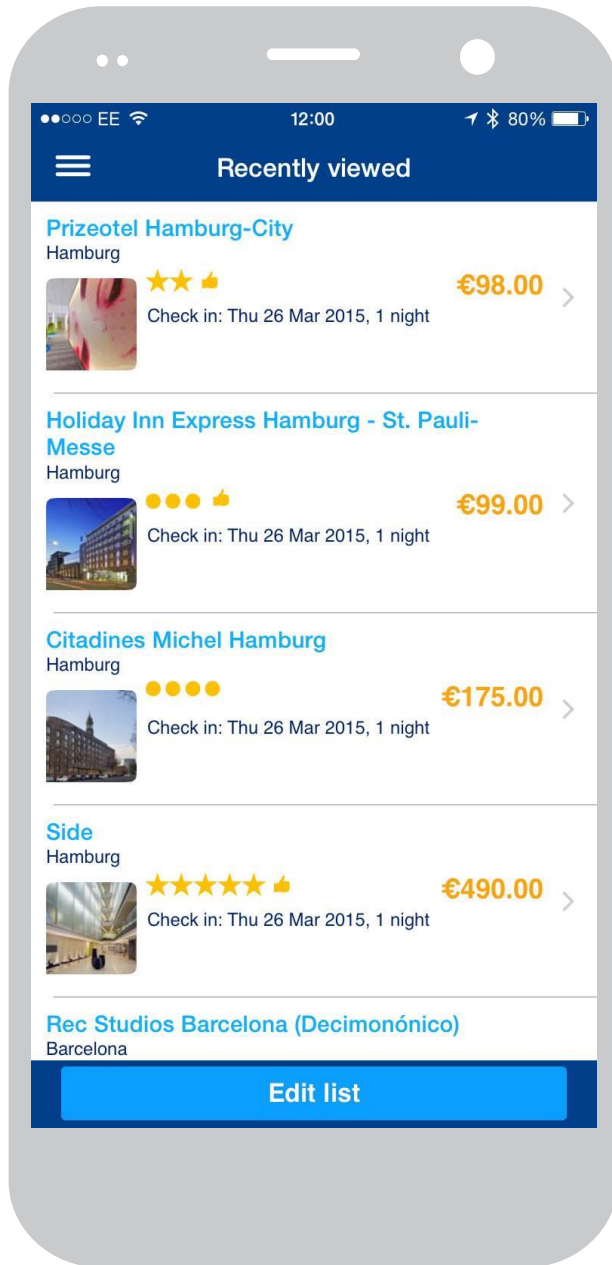 EE 12:00 80%
Recently viewed
Prizeotel Hamburg-City
Hamburg
€98.00
Check in: Thu 26 Mar 2015, 1 night
Holiday Inn Express Hamburg - St. Pauli-
Messe
Hamburg
€99.00
Check in: Thu 26 Mar 2015, 1 night
Citadines Michel Hamburg
Hamburg
€175.00
Check in: Thu 26 Mar 2015, 1 night
Side
Hamburg
€490.00
Check in: Thu 26 Mar 2015, 1 night
Rec Studios Barcelona (Decimonónico)
Barcelona
Edit list